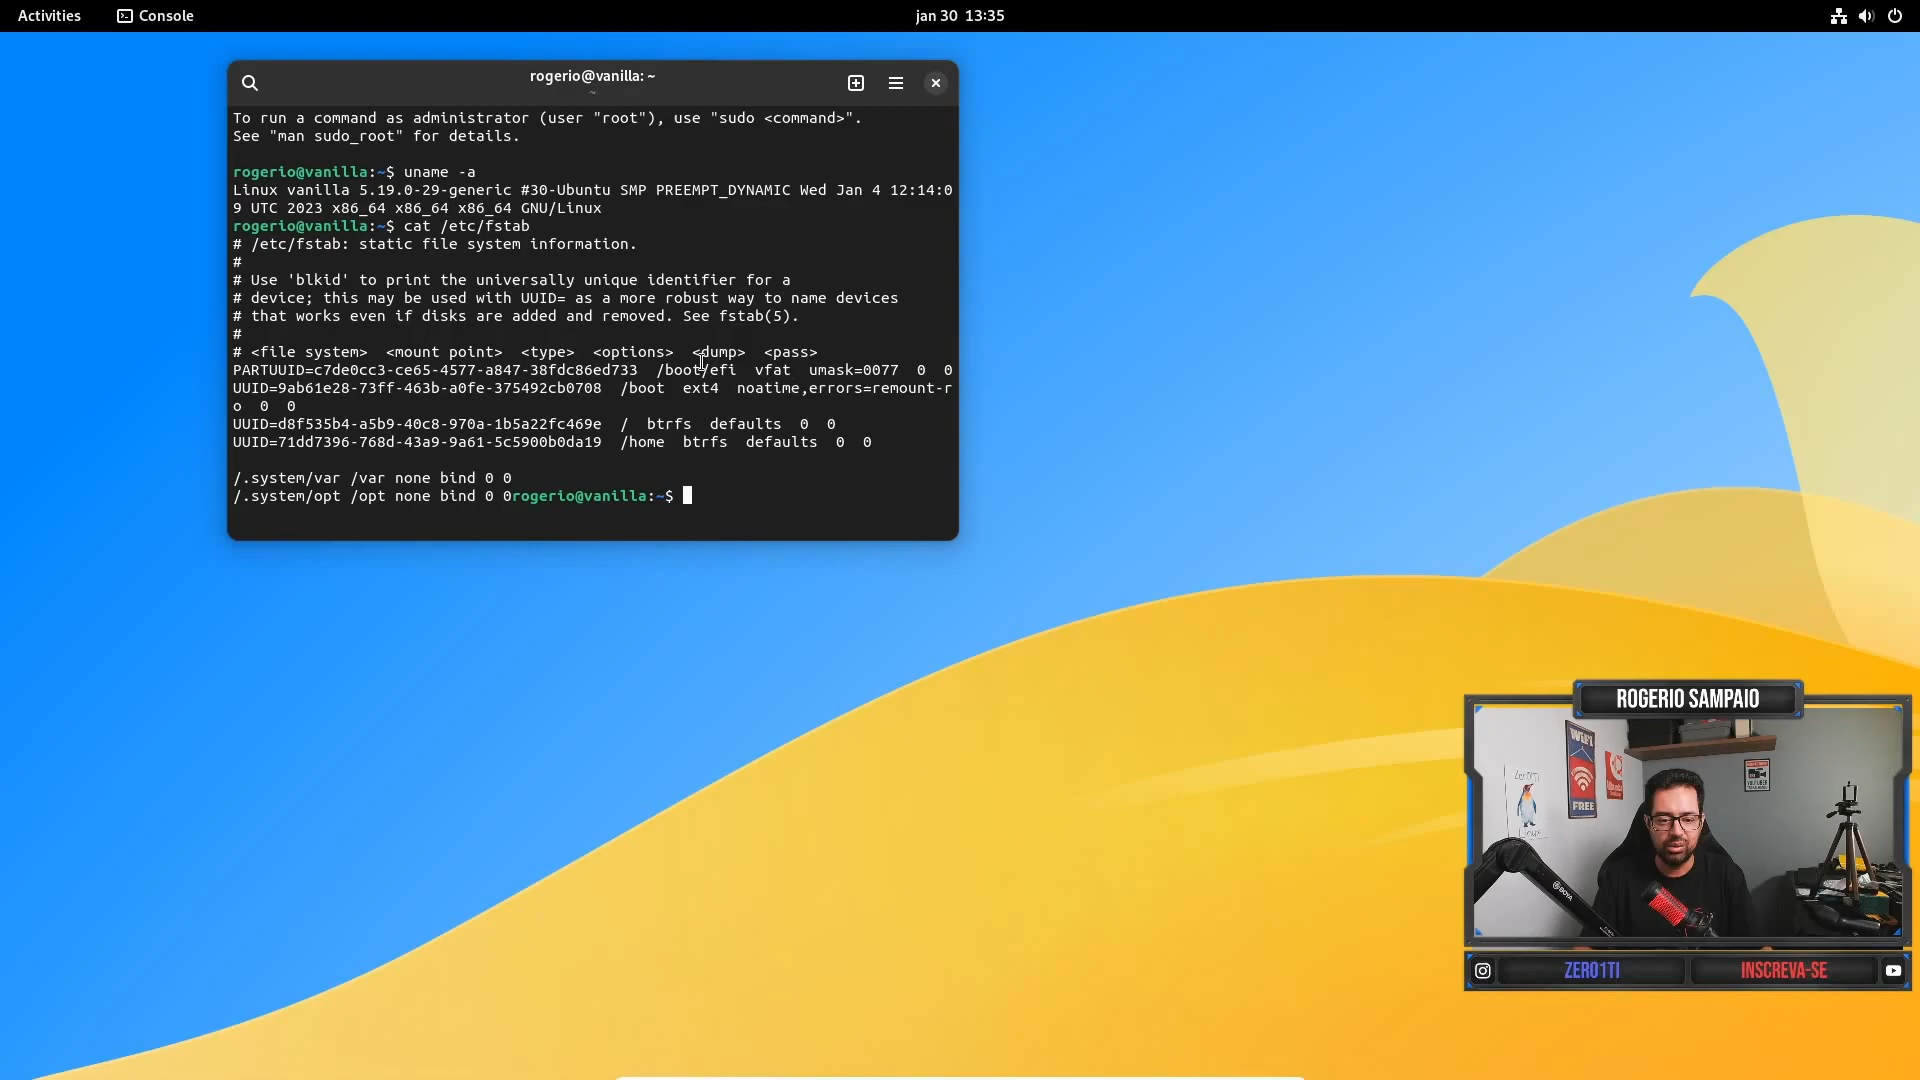 Activities
Console
jan 30 13:35
rogerio@vanilla: ~
~
To run a command as administrator (user "root"), use "sudo <command>".
See "man sudo_root" for details.
rogerio@vanilla:~$ uname -a
Linux vanilla 5.19.0-29-generic #30-Ubuntu SMP PREEMPT_DYNAMIC Wed Jan 4 12:14:0
9 UTC 2023 x86_64 x86_64 x86_64 GNU/Linux
rogerio@vanilla:~$ cat /etc/fstab
# /etc/fstab: static file system information.
#
# Use 'blkid' to print the universally unique identifier for a
# device; this may be used with UUID= as a more robust way to name devices
# that works even if disks are added and removed. See fstab(5).
#
# <file system>  <mount point>  <type>  <options>  <dump>  <pass>
PARTUUID=c7de0cc3-ce65-4577-a847-38fdc86ed733  /boot/efi  vfat  umask=0077  0  0
UUID=9ab61e28-73ff-463b-a0fe-375492cb0708  /boot  ext4  noatime,errors=remount-r
o  0  0
UUID=d8f535b4-a5b9-40c8-970a-1b5a22fc469e  /  btrfs  defaults  0  0
UUID=71dd7396-768d-43a9-9a61-5c5900b0da19  /home  btrfs  defaults  0  0
/.system/var /var none bind 0 0
/.system/opt /opt none bind 0 0rogerio@vanilla:~$
ROGERIO SAMPAIO
WiFi
FREE
Zer01Ti
Linux
BOYA
ZERO1TI
INSCREVA-SE